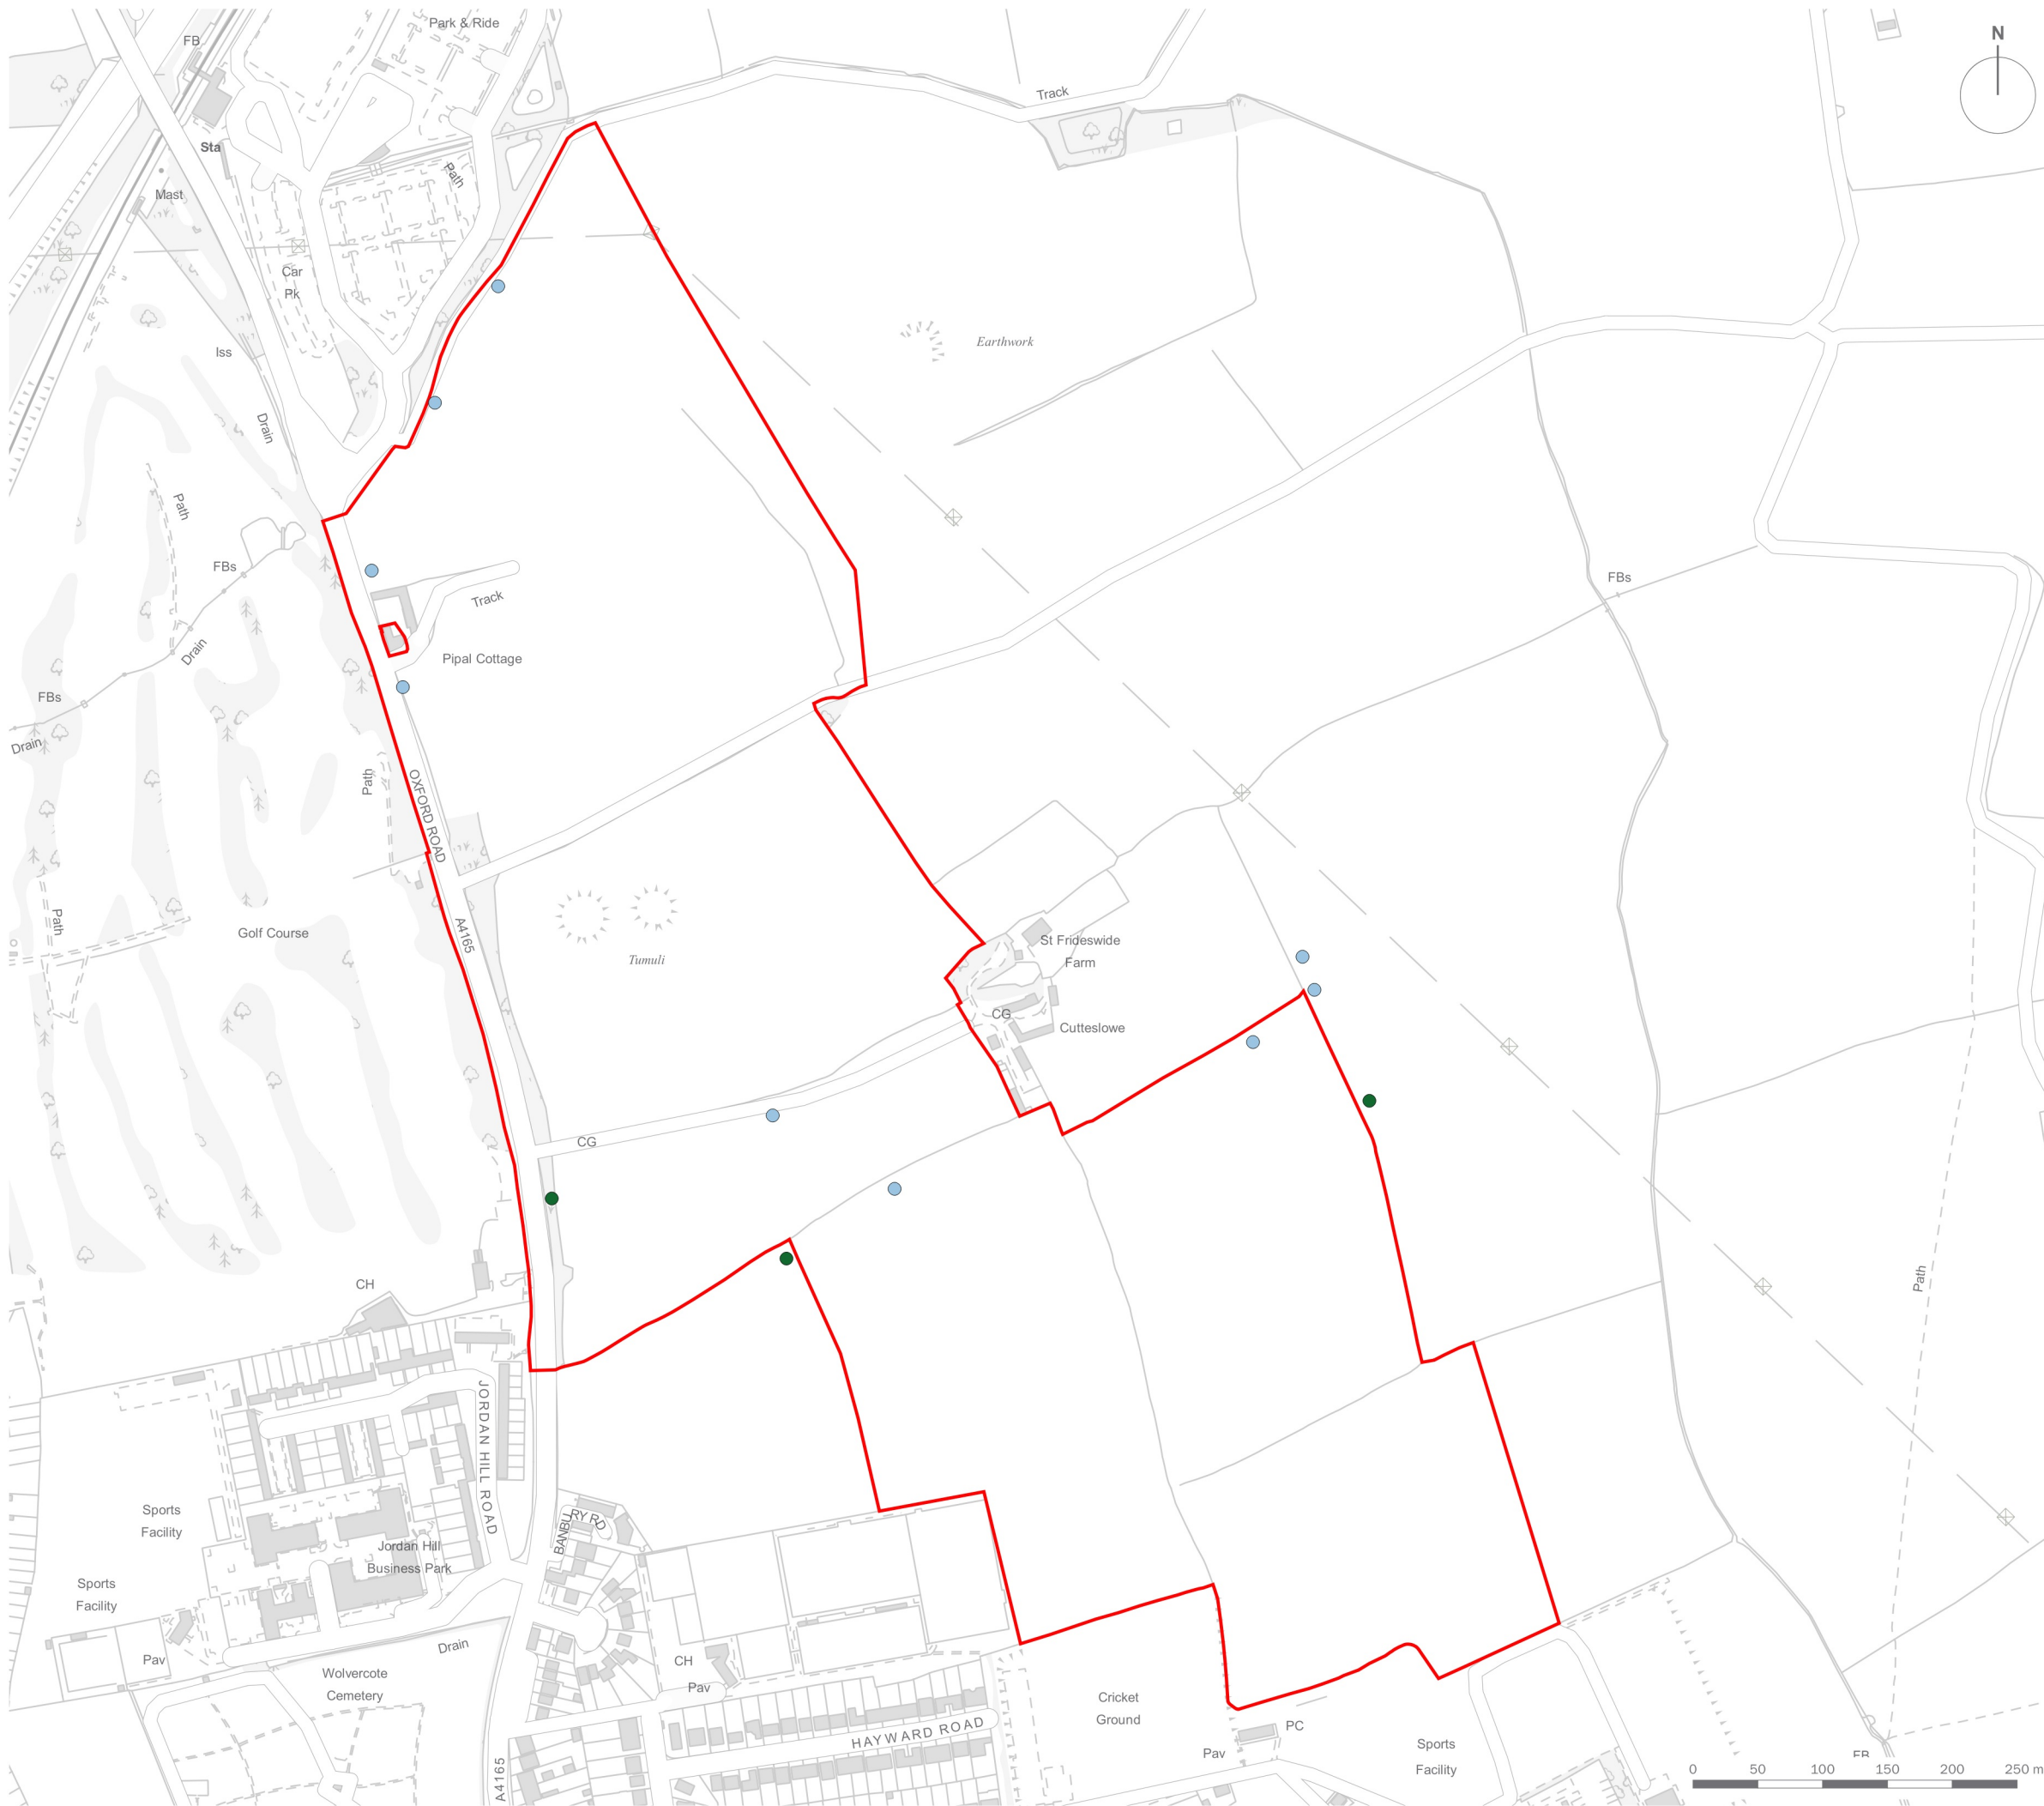 Park & Ride
FB
N
Track
Sta
Path
Mast
Car
Pk
Iss
Earthwork
Drain
Path
FBs
FBs
Track
Drain
Pipal Cottage
FBs
Drain
Path
OXFORD ROAD
Path
A4165
Golf Course
St Frideswide
Farm
Tumuli
CG
Cutteslowe
CG
Path
CH
JORDAN HILL ROAD
Sports
Facility
BANBURY RD
Jordan Hill
Business Park
Sports
Facility
Drain
Pav
CH
Wolvercote
Cemetery
Pav
Cricket
Ground
HAYWARD ROAD
PC
Pav
Sports
Facility
FB
A4165
0 50 100 150 200 250 m